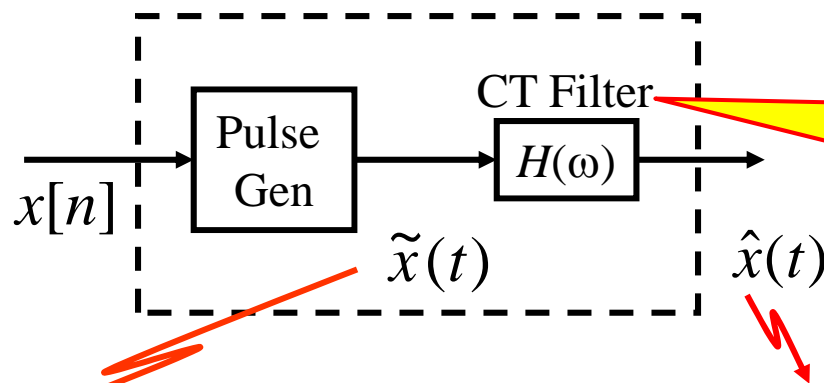 CT Filter
Pulse
Gen
H(ω)
x[n]
x̃(t)
x̂(t)